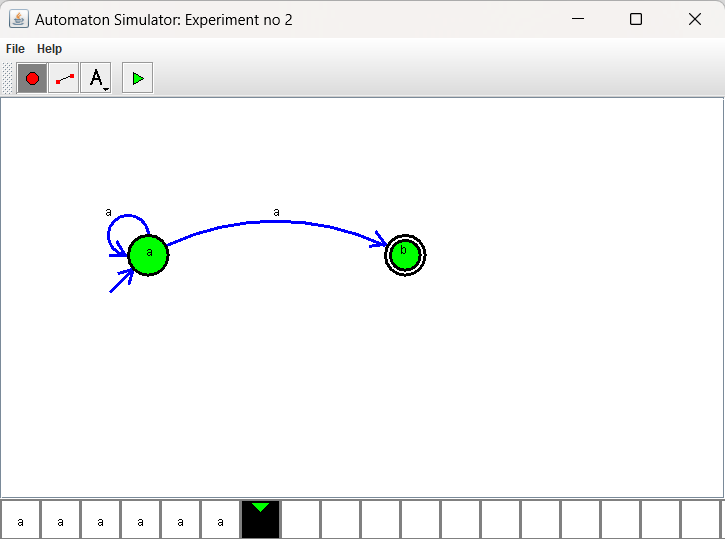 Automaton Simulator: Experiment no 2
File Help
A
a a
a b
a a a a a a